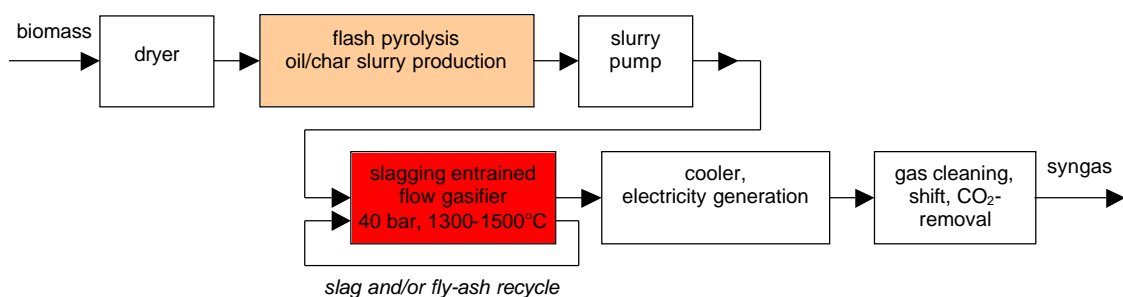 biomass
dryer
flash pyrolysis
oil/char slurry production
slurry
pump
slagging entrained
flow gasifier
40 bar, 1300-1500°C
cooler,
electricity generation
gas cleaning,
shift, CO₂-
removal
syngas
slag and/or fly-ash recycle